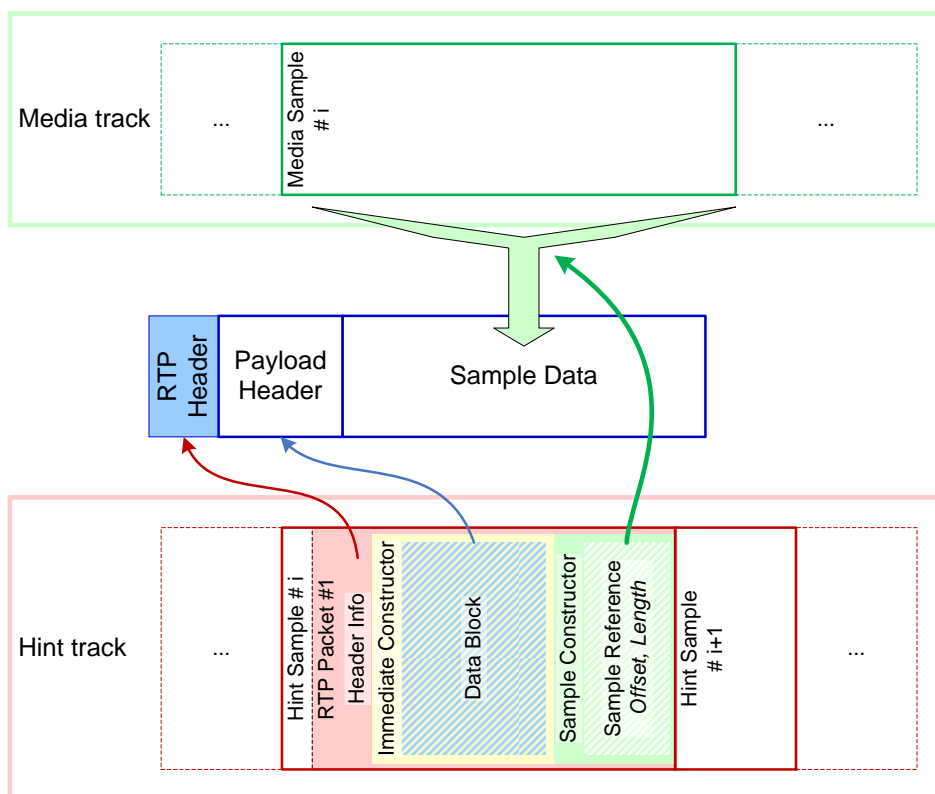 Media track
...
Media Sample
# i
...
RTP
Header
Payload
Header
Sample Data
Hint track
...
Hint Sample # i
RTP Packet #1
Header Info
Immediate Constructor
Data Block
Sample Constructor
Sample Reference
Offset, Length
Hint Sample
# i+1
...